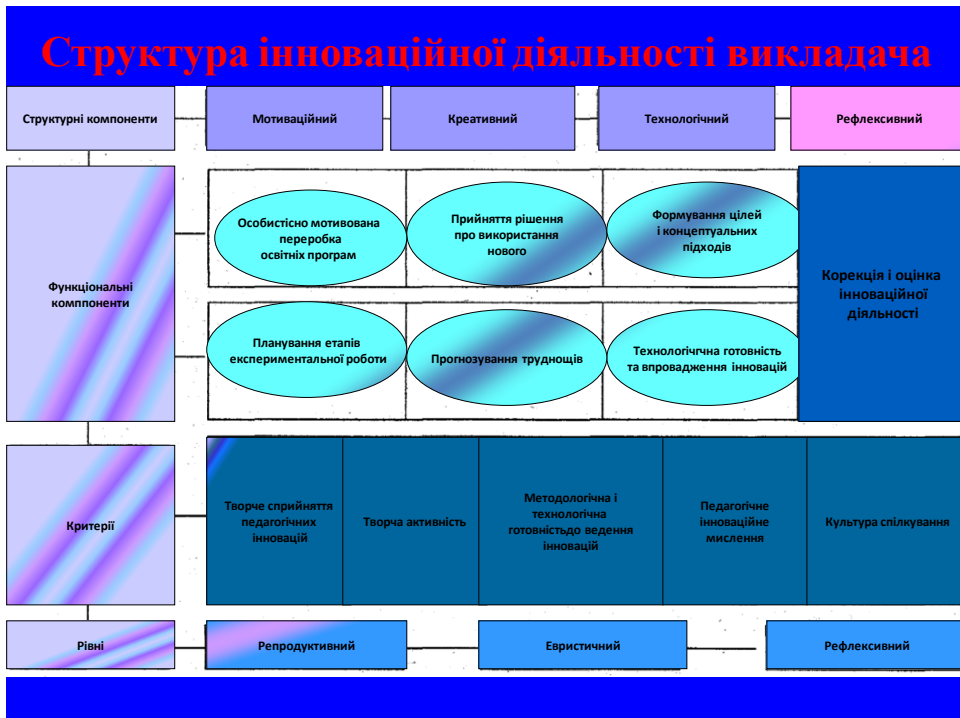 Структура інноваційної діяльності викладача
Структурні компоненти
Мотиваційний
Креативний
Технологічний
Рефлексивний
Функціональні
комппоненти
Особистісно мотивована
переробка
освітніх програм
Прийняття рішення
про використання
нового
Формування цілей
і концептуальних
підходів
Корекція і оцінка
інноваційної
діяльності
Планування етапів
експериментальної роботи
Прогнозування труднощів
Технологічгчна готовність
та впровадження інновацій
Критерії
Творче сприйняття
педагогічних
інновацій
Творча активність
Методологічна і
технологічна
готовністьдо ведення
інновацій
Педагогічне
інноваційне
мислення
Культура спілкування
Рівні
Репродуктивний
Евристичний
Рефлексивний